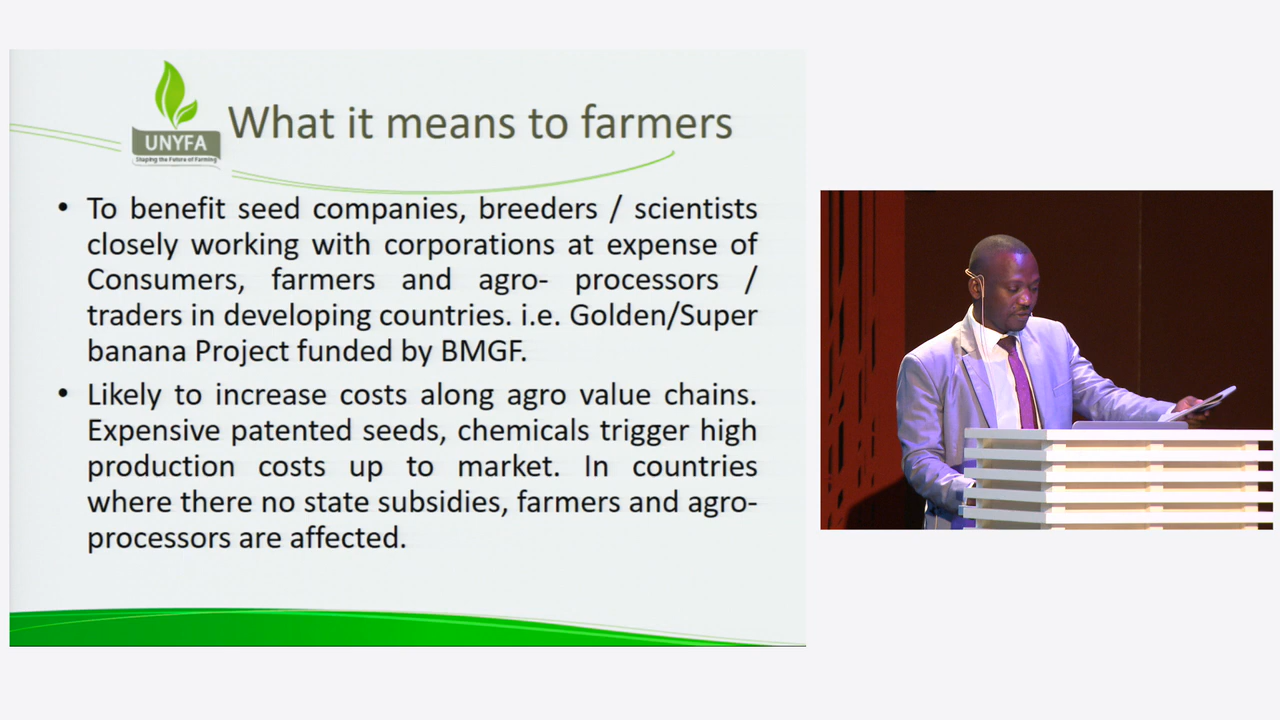 UNYFA
Shaping the Future of Farming
What it means to farmers
• To benefit seed companies, breeders / scientists
closely working with corporations at expense of
Consumers, farmers and agro- processors /
traders in developing countries. i.e. Golden/Super
banana Project funded by BMGF.
• Likely to increase costs along agro value chains.
Expensive patented seeds, chemicals trigger high
production costs up to market. In countries
where there no state subsidies, farmers and agro-
processors are affected.